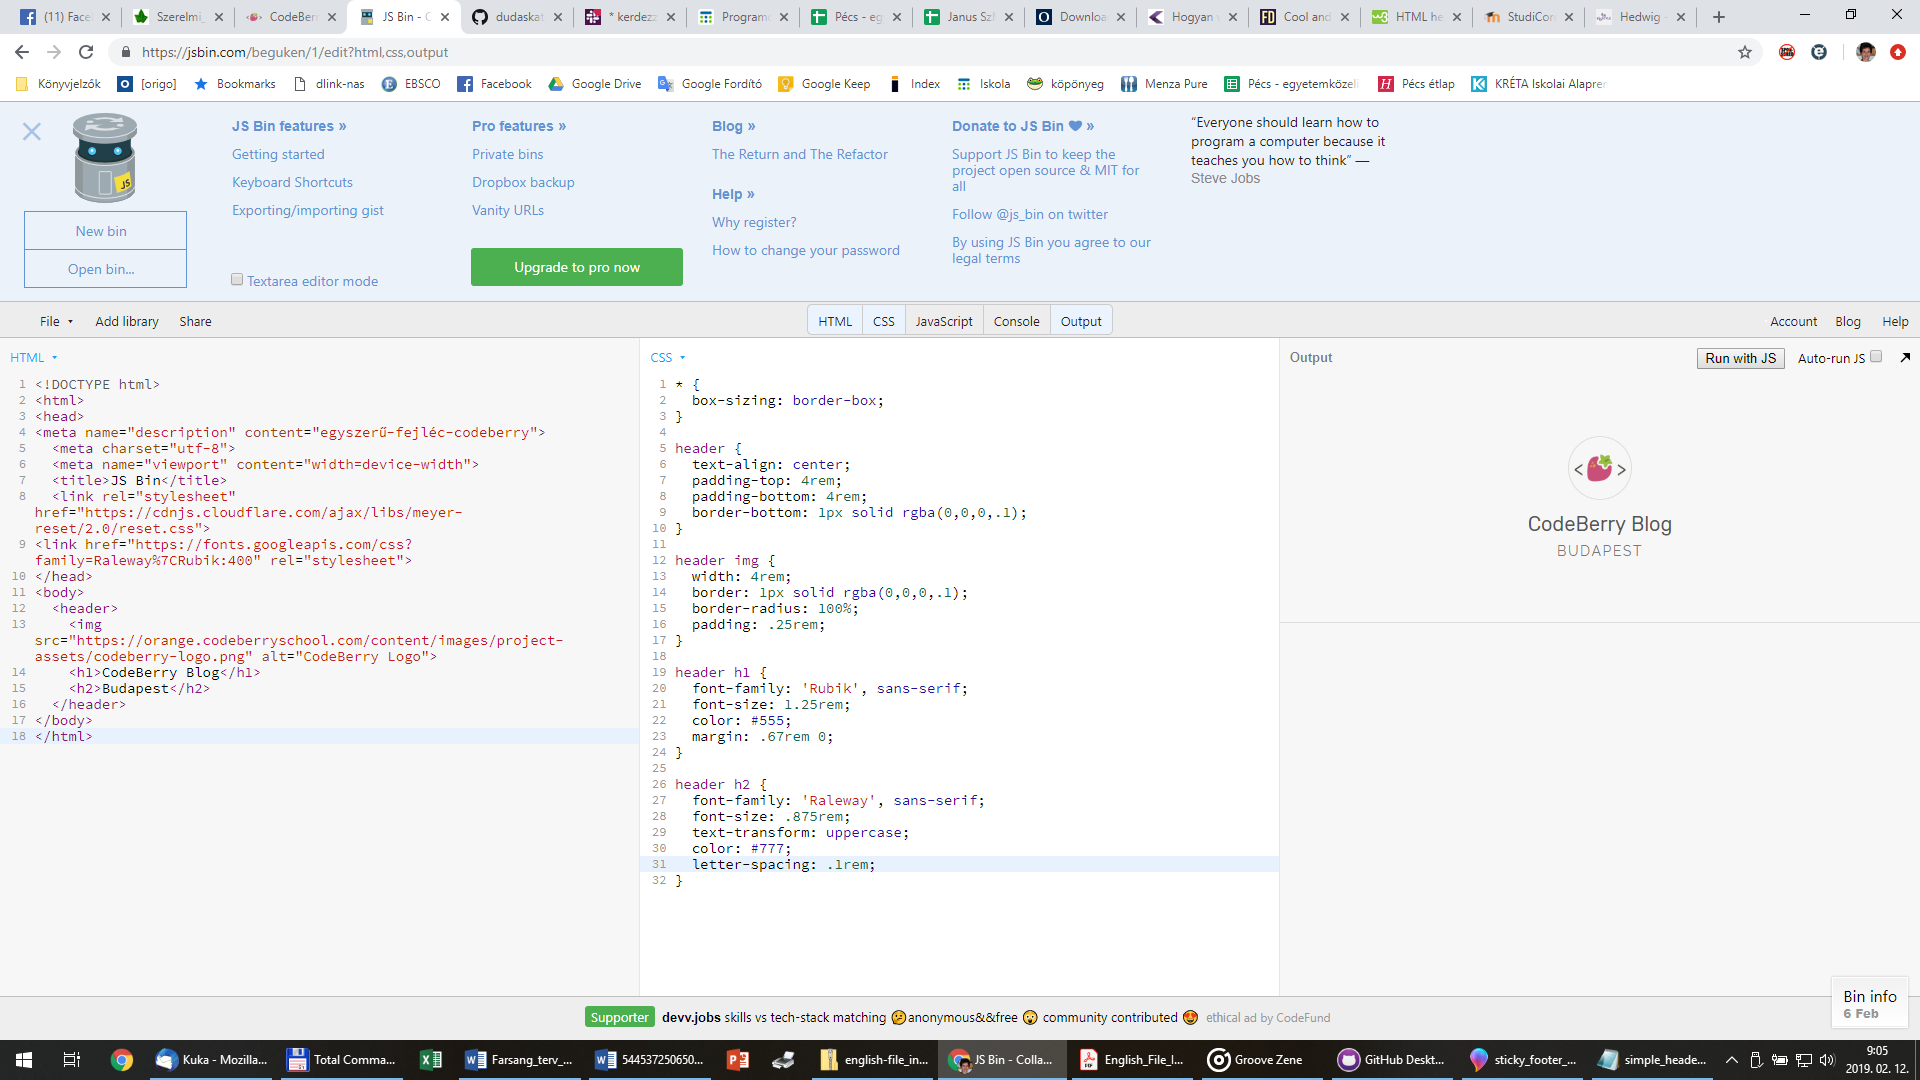 (11) Facel
Szerelmi_
CodeBerr
JS Bin - C
dudaskat
* kerdezz
Programo
Pécs - eg
Janus Szh
Downloa
Hogyan
Cool and
HTML he
StudiCor
Hedwig -
https://jsbin.com/beguken/1/edit?html,css,output
Könyvjelzők
[origo]
Bookmarks
dlink-nas
EBSCO
Facebook
Google Drive
Google Fordító
Google Keep
Index
Iskola
köpönyeg
Menza Pure
Pécs - egyetemközeli
Pécs étlap
KRÉTA Iskolai Alaprer
New bin
Open bin...
JS Bin features »
Getting started
Keyboard Shortcuts
Exporting/importing gist
Textarea editor mode
Pro features »
Private bins
Dropbox backup
Vanity URLs
Upgrade to pro now
Blog »
The Return and The Refactor
Help »
Why register?
How to change your password
Donate to JS Bin ♥ »
Support JS Bin to keep the
project open source & MIT for
all
Follow @js_bin on twitter
By using JS Bin you agree to our
legal terms
“Everyone should learn how to
program a computer because it
teaches you how to think” —
Steve Jobs
File
Add library
Share
HTML
CSS
JavaScript
Console
Output
Account
Blog
Help
HTML
1 <!DOCTYPE html>
2 <html>
3 <head>
4 <meta name="description" content="egyszerű-fejléc-codeberry">
5 <meta charset="utf-8">
6 <meta name="viewport" content="width=device-width">
7 <title>JS Bin</title>
8 <link rel="stylesheet"
href="https://cdnjs.cloudflare.com/ajax/libs/meyer-
reset/2.0/reset.css">
9 <link href="https://fonts.googleapis.com/css?
family=Raleway%7CRubik:400" rel="stylesheet">
10 </head>
11 <body>
12 <header>
13 <img
src="https://orange.codeberryschool.com/content/images/project-
assets/codeberry-logo.png" alt="CodeBerry Logo">
14 <h1>CodeBerry Blog</h1>
15 <h2>Budapest</h2>
16 </header>
17 </body>
18 </html>
CSS
1 * {
2 box-sizing: border-box;
3 }
4
5 header {
6 text-align: center;
7 padding-top: 4rem;
8 padding-bottom: 4rem;
9 border-bottom: 1px solid rgba(0,0,0,.1);
10 }
11
12 header img {
13 width: 4rem;
14 border: 1px solid rgba(0,0,0,.1);
15 border-radius: 100%;
16 padding: .25rem;
17 }
18
19 header h1 {
20 font-family: 'Rubik', sans-serif;
21 font-size: 1.25rem;
22 color: #555;
23 margin: .67rem 0;
24 }
25
26 header h2 {
27 font-family: 'Raleway', sans-serif;
28 font-size: .875rem;
29 text-transform: uppercase;
30 color: #777;
31 letter-spacing: .1rem;
32 }
Output
Run with JS
Auto-run JS
CodeBerry Blog
BUDAPEST
Supporter devv.jobs skills vs tech-stack matching 🤔anonymous&&free 😮 community contributed 😍 ethical ad by CodeFund
Bin info
6 Feb
Kuka - Mozilla...
Total Comma...
Farsang_terv_...
544537250650...
english-file_in...
JS Bin - Colla...
English_File_I...
Groove Zene
GitHub Deskt...
sticky_footer_...
simple_heade...
9:05
2019. 02. 12.